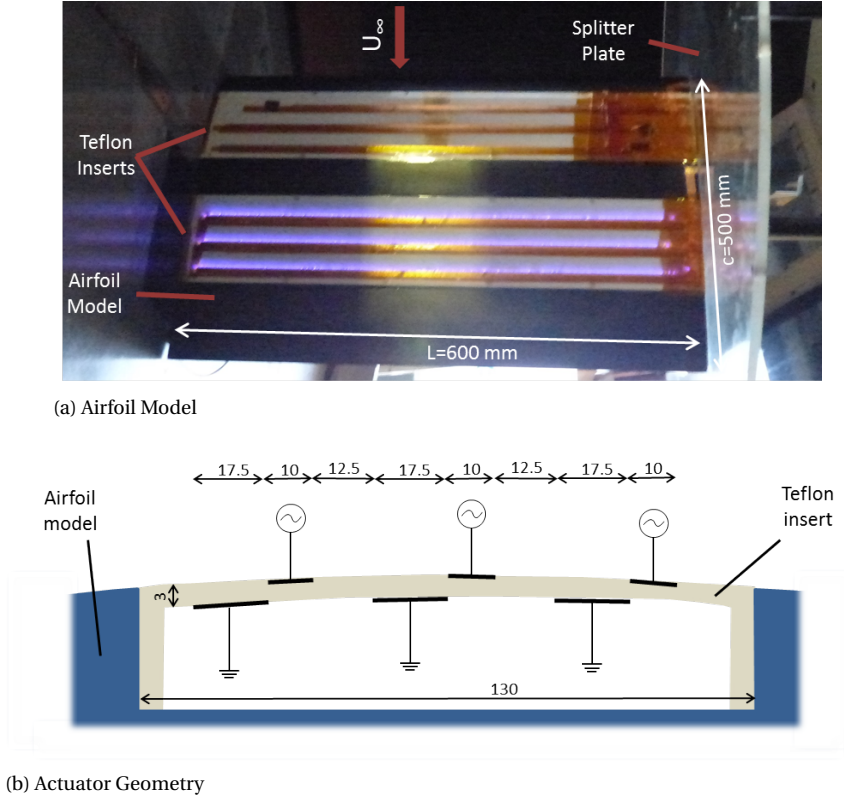 U∞
Splitter
Plate
Teflon
Inserts
c=500 mm
Airfoil
Model
L=600 mm
(a) Airfoil Model
17.5 10 12.5 17.5 10 12.5 17.5 10
Airfoil
model
Teflon
insert
3
130
(b) Actuator Geometry